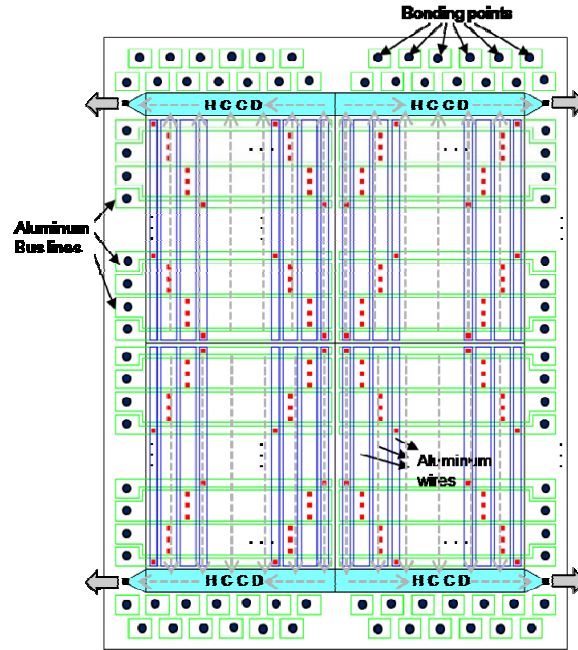 Bonding points
HCCD HCCD
Aluminum
Bus lines
Aluminum
wires
HCCD HCCD